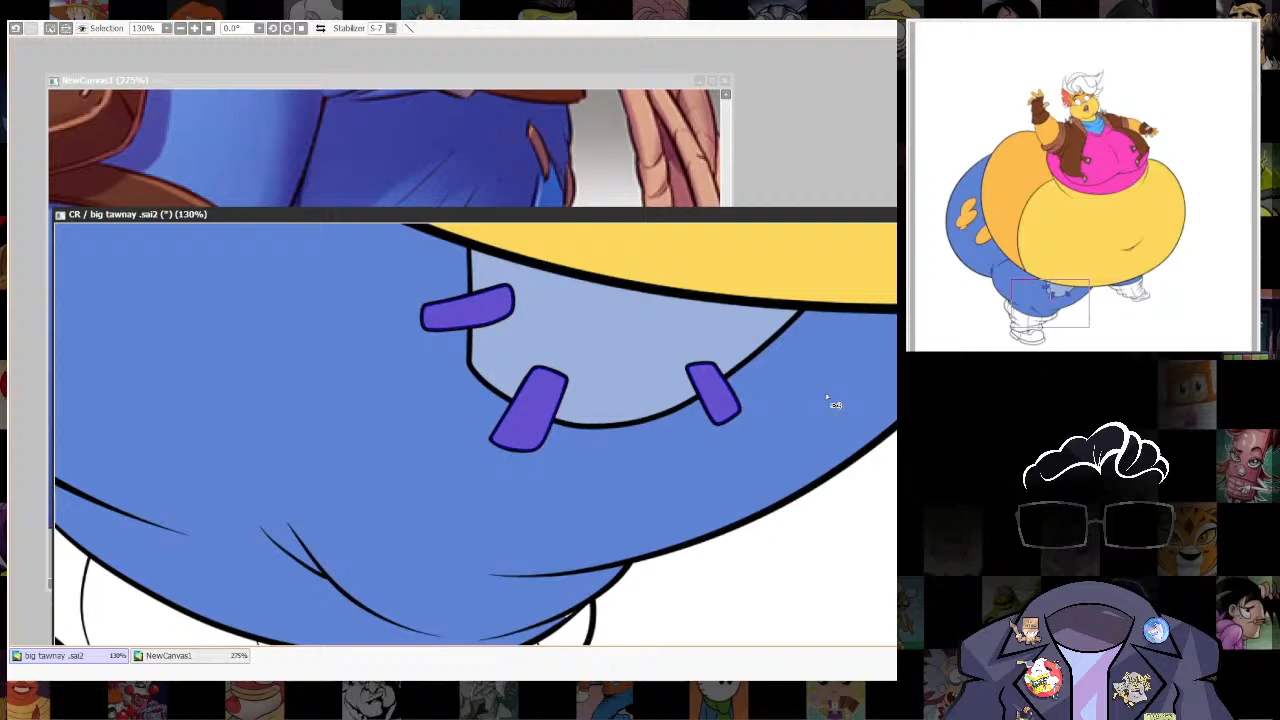 Selection 130% 0.0° Stabilizer S-7
NewCanvas1 (275%)
CR / big tawnay .sai2 (*) (130%)
big tawnay .sai2 130% NewCanvas1 275%